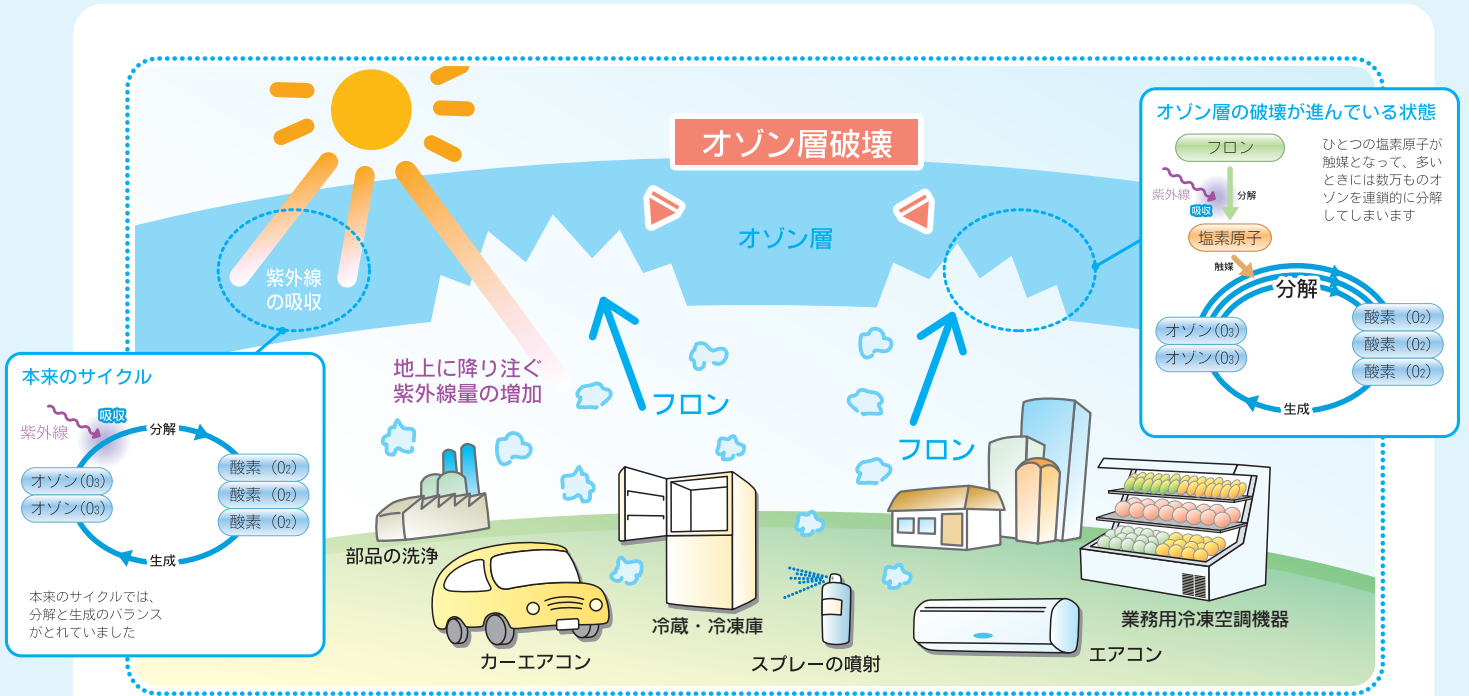 オゾン層破壊
オゾン層
紫外線
の吸収
地上に降り注ぐ
紫外線量の増加
フロン
フロン
部品の洗浄
カーエアコン
冷蔵・冷凍庫
スプレーの噴射
エアコン
業務用冷凍空調機器
本来のサイクル
紫外線
吸収
分解
オゾン(O₃)
オゾン(O₃)
酸素（O₂）
酸素（O₂）
酸素（O₂）
生成
本来のサイクルでは、
分解と生成のバランス
がとれていました
オゾン層の破壊が進んでいる状態
フロン
紫外線
吸収
分解
塩素原子
触媒
ひとつの塩素原子が
触媒となって、多い
ときには数万ものオ
ゾンを連鎖的に分解
してしまいます
分解
オゾン(O₃)
オゾン(O₃)
酸素（O₂）
酸素（O₂）
酸素（O₂）
生成